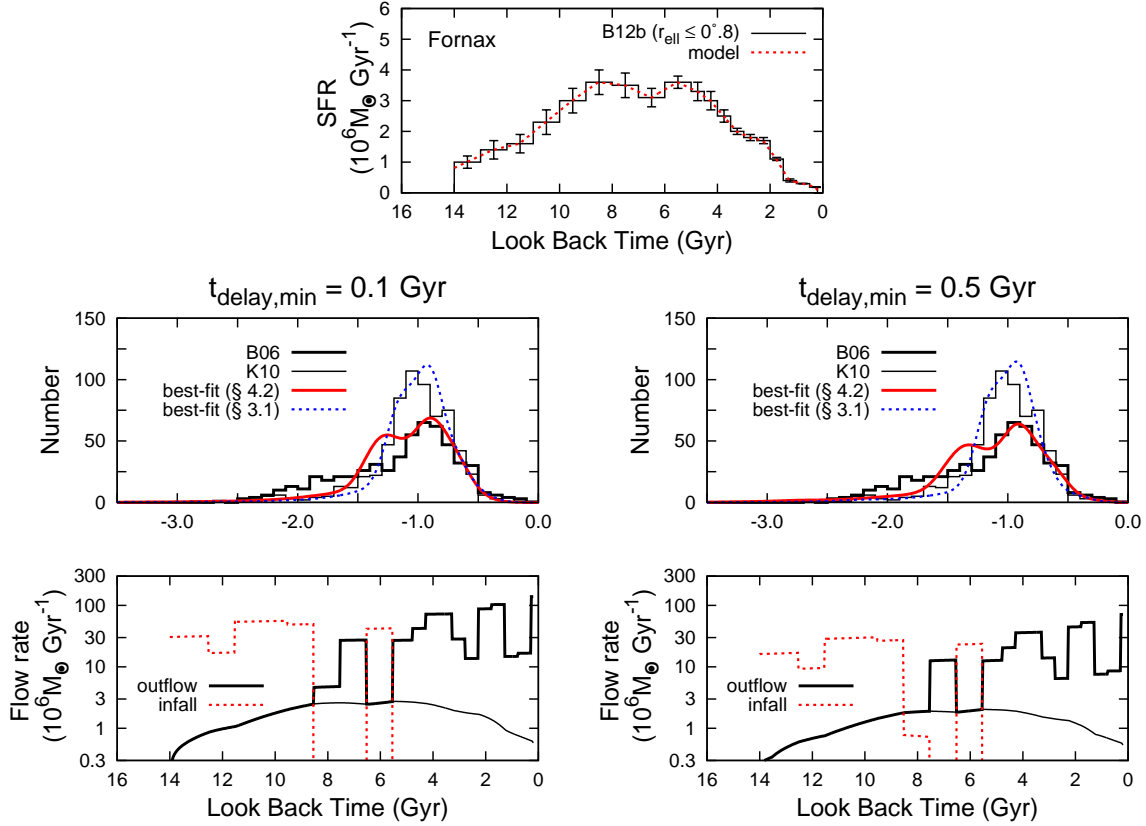 6
5
4
3
2
1
0
SFR
(10^6M⊙ Gyr^-1)
Fornax
B12b (r_ell ≤ 0°.8)
model
16 14 12 10 8 6 4 2 0
Look Back Time (Gyr)
t_delay,min = 0.1 Gyr
150
100
50
0
Number
B06
K10
best-fit (§ 4.2)
best-fit (§ 3.1)
-3.0 -2.0 -1.0 0.0
t_delay,min = 0.5 Gyr
150
100
50
0
Number
B06
K10
best-fit (§ 4.2)
best-fit (§ 3.1)
-3.0 -2.0 -1.0 0.0
300
100
30
10
3
1
0.3
Flow rate
(10^6M⊙ Gyr^-1)
outflow
infall
16 14 12 10 8 6 4 2 0
Look Back Time (Gyr)
300
100
30
10
3
1
0.3
Flow rate
(10^6M⊙ Gyr^-1)
outflow
infall
16 14 12 10 8 6 4 2 0
Look Back Time (Gyr)